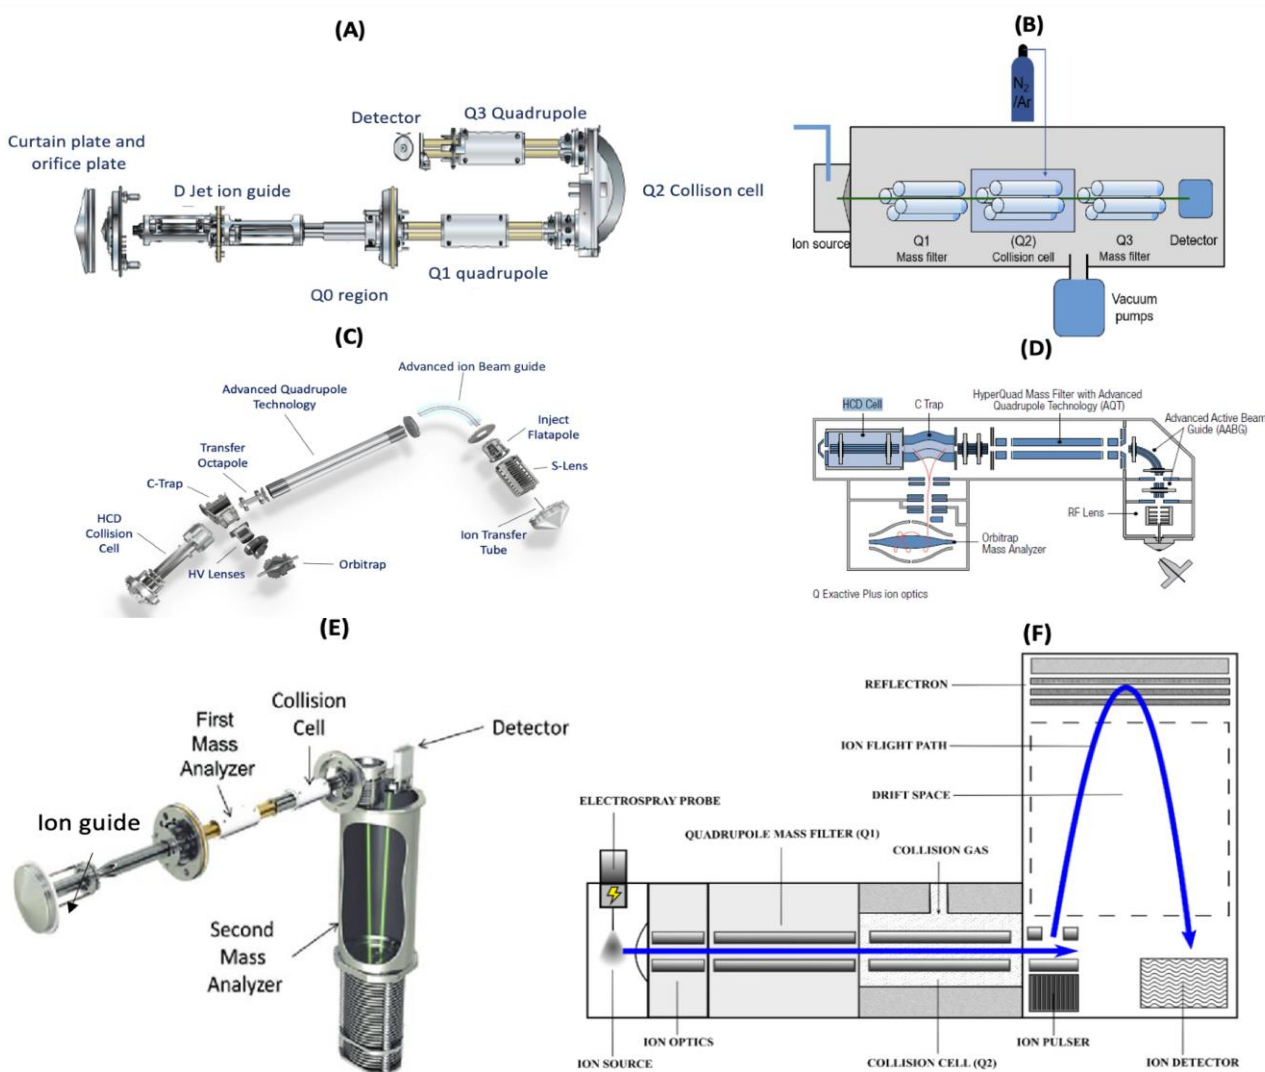 (A)
Curtain plate and
orifice plate
D Jet ion guide
Detector
Q3 Quadrupole
Q2 Collison cell
Q1 quadrupole
Q0 region
(B)
N2
/Ar
Ion source
Q1
Mass filter
(Q2)
Collision cell
Q3
Mass filter
Detector
Vacuum
pumps
(C)
Advanced ion Beam guide
Advanced Quadrupole
Technology
Inject
Flatapole
S-Lens
Transfer
Octapole
C-Trap
HCD
Collision
Cell
Ion Transfer
Tube
HV Lenses
Orbitrap
(D)
HyperQuad Mass Filter with Advanced
Quadrupole Technology (AQT)
HCD Cell
C Trap
Advanced Active Beam
Guide (AABG)
RF Lens
Orbitrap
Mass Analyzer
Q Exactive Plus ion optics
(E)
Collision
Cell
First
Mass
Analyzer
Detector
Ion guide
Second
Mass
Analyzer
(F)
REFLECTRON
ION FLIGHT PATH
DRIFT SPACE
ELECTROSPRAY PROBE
QUADRUPOLE MASS FILTER (Q1)
COLLISION GAS
ION SOURCE
ION OPTICS
COLLISION CELL (Q2)
ION PULSER
ION DETECTOR